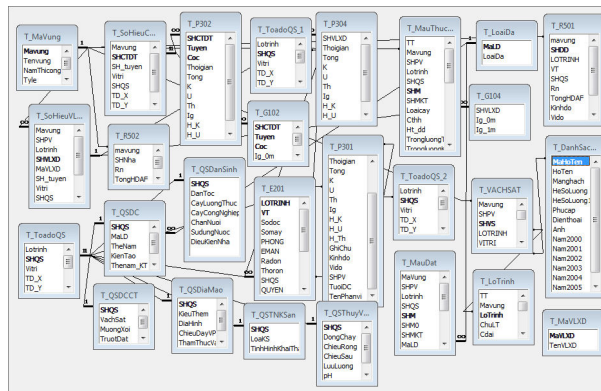 T_MaVung
Mavung
Tenvung
NamThicong
Tyle
T_SoHieuC...
Mavung
SHCTDT
SH_tuyen
Vitri
SHQS
TD_X
TD_Y
T_P302
SHCTDT
Tuyen
Coc
Thoigian
Tong
K
U
Th
Ig
H_K
H_U
T_ToadoQS_1
Lotrinh
SHQS
Vitri
TD_X
TD_Y
T_P304
SHVLXD
Thoigian
Tong
K
U
Th
Ig
H_K
H_U
T_MauThuc...
TT
Mavung
SHPV
Lotrinh
SHQS
SHM
SHMKT
Loaicay
Cthh
Ht_dd
TrongluongT
T_LoaiDa
MaLD
LoaiDa
T_R501
mavung
SHDD
LOTRINH
VT
SHQS
Rn
TongHDAF
Kinhdo
Vido
T_SoHieuVL...
Mavung
SHPV
Lotrinh
SHVLXD
MaVLXD
SH_tuyen
Vitri
SHQS
T_R502
mavung
SHNha
Rn
TongHDAF
T_G102
SHCTDT
Tuyen
Coc
Ig_0m
T_G104
SHVLXD
Ig_0m
Ig_1m
T_QSDanSinh
SHQS
DanToc
CayLuongThuc
CayCongNghiep
ChanNuoi
SudungNuoc
DieuKienNha
T_E201
LOTRINH
VT
Sodoc
Somay
PHONG
EMAN
Radon
Thoron
SHQS
QUYEN
T_P301
Thoigian
Tong
K
U
Th
Ig
H_K
H_U
H_Th
GhiChu
Kinhdo
Vido
SHPV
TuoiDC
TenPhanvi
T_ToadoQS_2
Lotrinh
SHQS
Vitri
TD_X
TD_Y
T_VACHSAT
Mavung
SHPV
SHVS
LOTRINH
VITRI
T_DanhSac...
MaHoTen
HoTen
Manghach
HeSoLuong
HeSoLuong
Phucap
Dienthoai
Anh
Nam2000
Nam2001
Nam2002
Nam2003
Nam2004
Nam2005
T_ToadoQS
Lotrinh
SHQS
Vitri
TD_X
TD_Y
T_QSDC
SHQS
MaLD
TheNam
KienTao
Thenam_KT
T_QSDCCT
SHQS
VachSat
MuongXoi
TruotDat
T_QSDiaMao
SHQS
KieuThem
DiaHinh
ChieuDayVP
ThamThucV
T_QSTNKSan
SHQS
LoaiKS
TinhHinhKhaiTha
T_QSThuyV...
SHQS
DongChay
ChieuRong
ChieuSau
LuuLuong
pH
T_MauDat
MaVung
SHPV
Lotrinh
SHQS
SHM
SHM0
SHMKT
MaLD
T_LoTrinh
TT
Mavung
LoTrinh
ChuLT
Cdai
T_MaVLXD
MaVLXD
TenVLXD